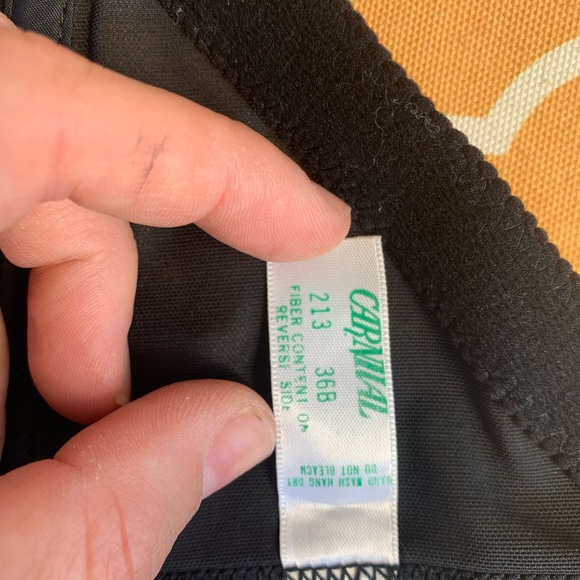 CARNIVAL
213 36B
FIBER CONTENT ON
REVERSE SIDE
HAND WASH HANG DRY
DO NOT BLEACH